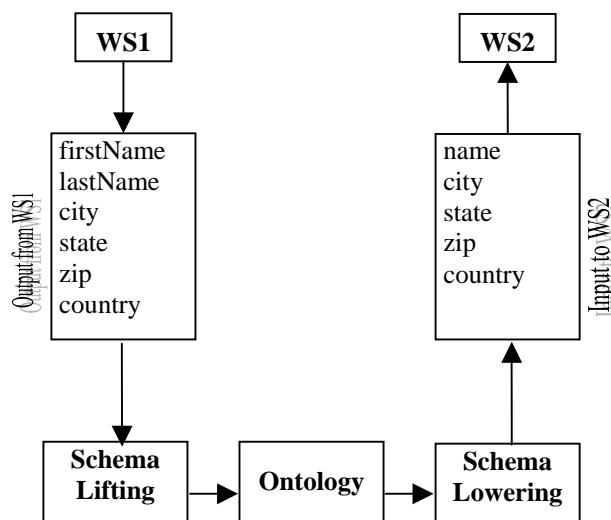 WS1
WS2
Output from WS1
firstName
lastName
city
state
zip
country
name
city
state
zip
country
Input to WS2
Schema
Lifting
Ontology
Schema
Lowering